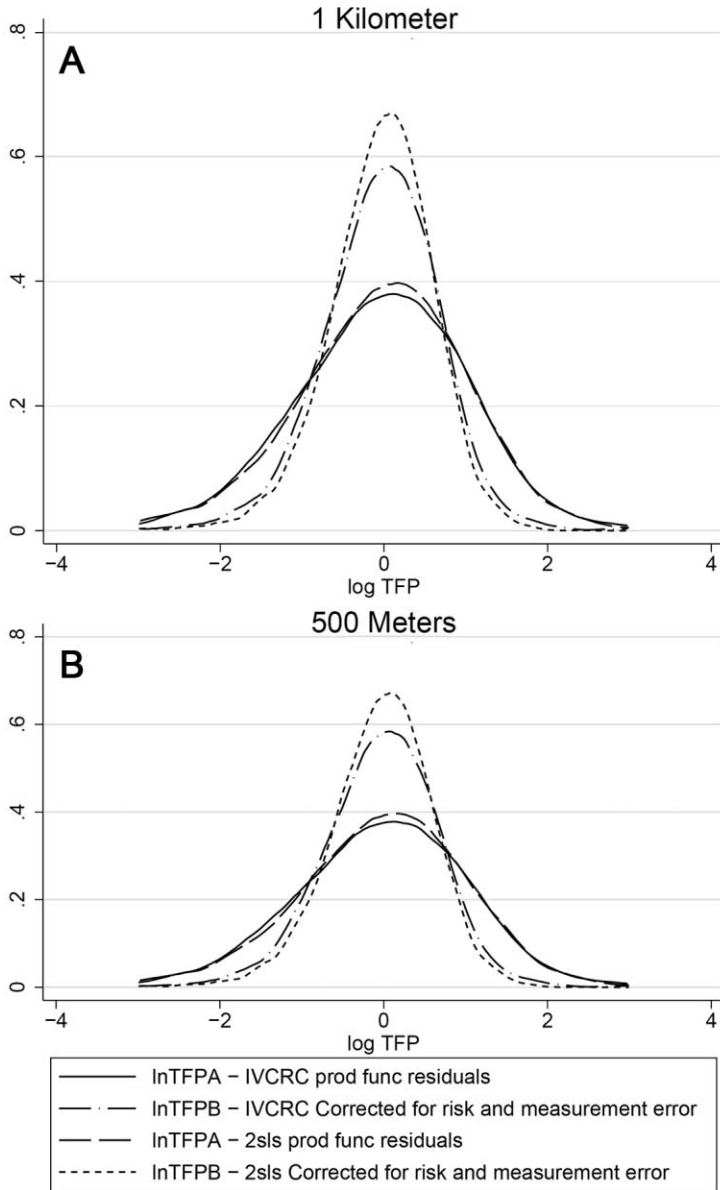 1 Kilometer
A
.8
.6
.4
.2
0
−4
−2
0
2
4
log TFP
500 Meters
B
.8
.6
.4
.2
0
−4
−2
0
2
4
log TFP
lnTFPA − IVCRC prod func residuals
lnTFPB − IVCRC Corrected for risk and measurement error
lnTFPA − 2sls prod func residuals
lnTFPB − 2sls Corrected for risk and measurement error